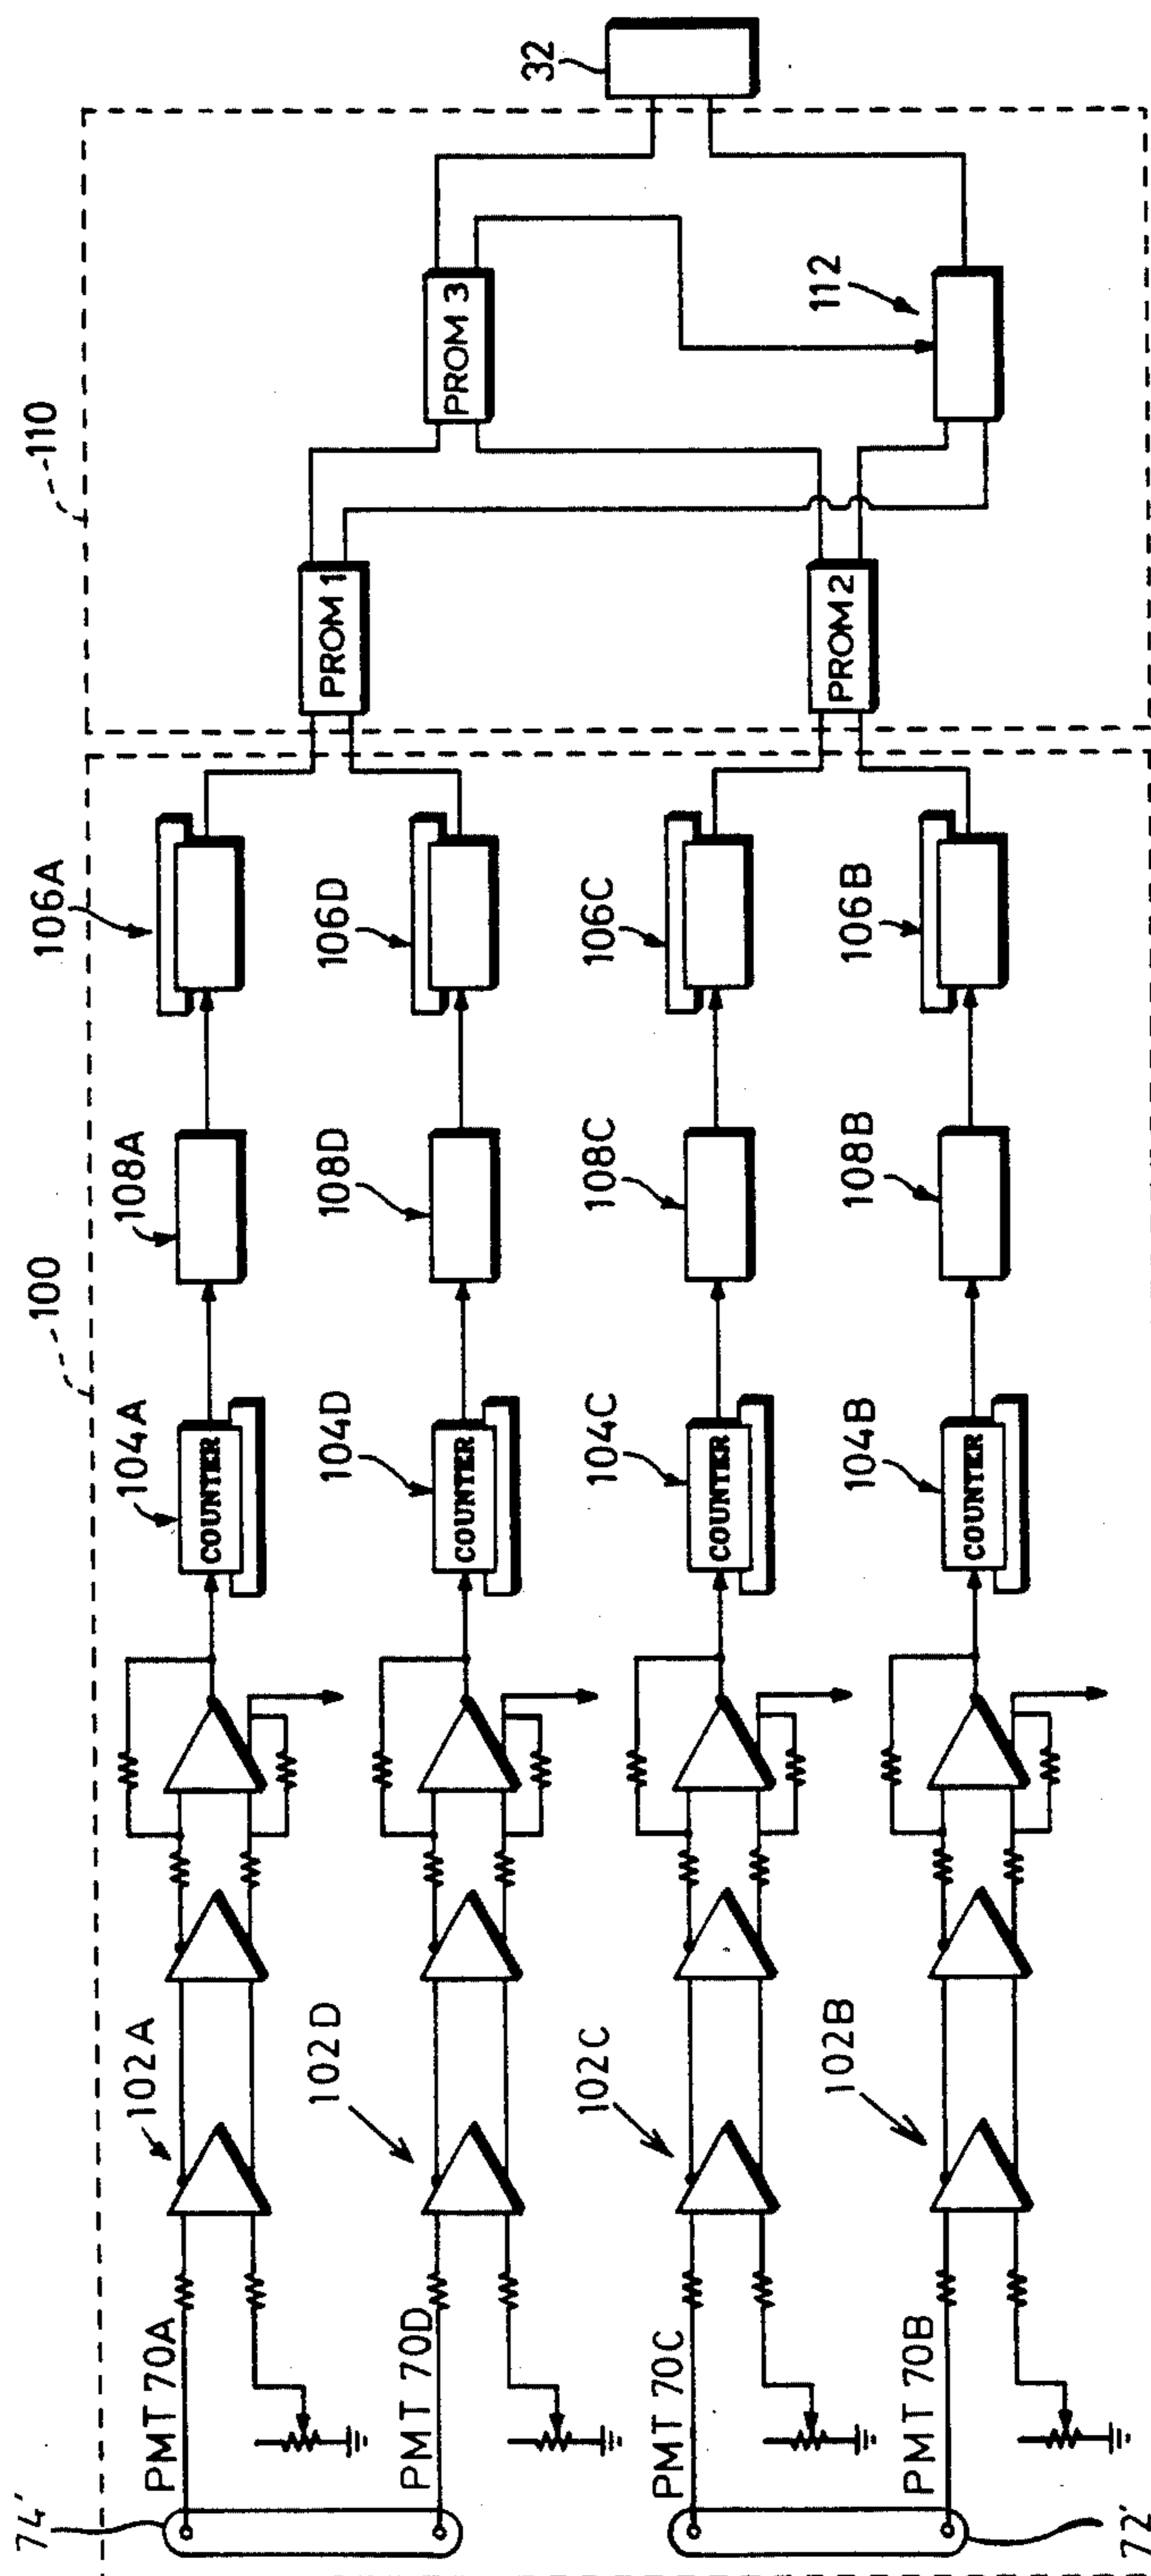 100
110
32
74'
PMT 70A
102A
104A
COUNTER
108A
106A
PROM 1
PROM 3
PMT 70D
102D
104D
COUNTER
108D
106D
PMT 70C
102C
104C
COUNTER
108C
106C
PROM 2
112
PMT 70B
102B
104B
COUNTER
108B
106B
72'